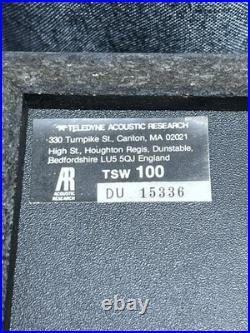 TELEDYNE ACOUSTIC RESEARCH
330 Turnpike St., Canton, MA 02021
High St., Houghton Regis, Dunstable,
Bedfordshire LU5 5QJ England
AR
ACOUSTIC
RESEARCH
TSW 100
DU 15336